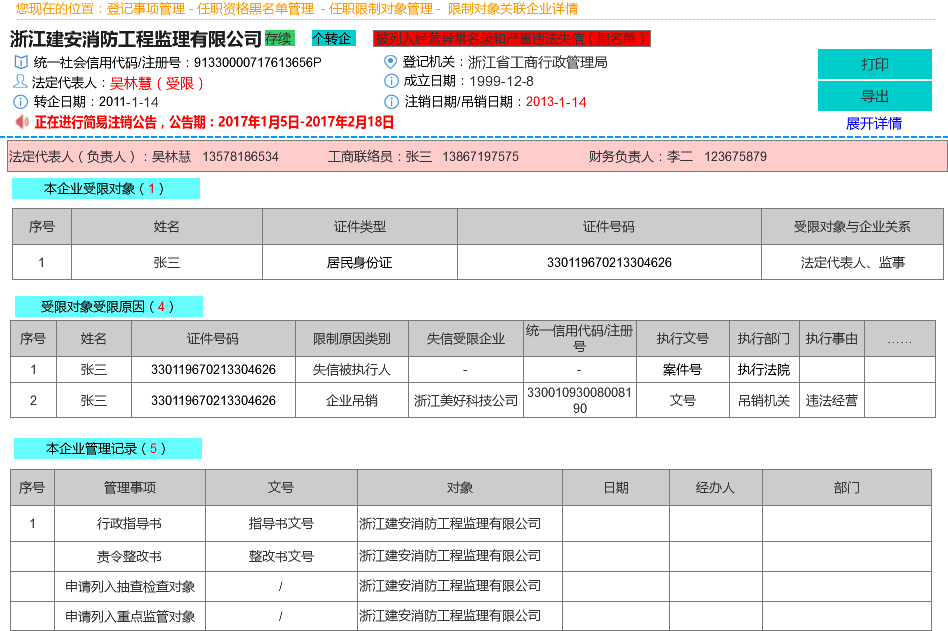 您现在的位置：登记事项管理 - 任职资格黑名单管理 - 任职限制对象管理 - 限制对象关联企业详情
浙江建安消防工程监理有限公司 存续 个转企 被列入经营异常名录和严重违法失信（黑名单）
统一社会信用代码/注册号：91330000717613656P 登记机关：浙江省工商行政管理局 打印
法定代表人：吴林慧（受限） 成立日期：1999-12-8
转企日期：2011-1-14 注销日期/吊销日期：2013-1-14 导出
正在进行简易注销公告，公告期：2017年1月5日-2017年2月18日 展开详情
法定代表人（负责人）：吴林慧 13578186534 工商联络员：张三 13867197575 财务负责人：李二 123675879
本企业受限对象（1）
序号 姓名 证件类型 证件号码 受限对象与企业关系
1 张三 居民身份证 330119670213304626 法定代表人、监事
受限对象受限原因（4）
序号 姓名 证件号码 限制原因类别 失信受限企业 统一信用代码/注册号 执行文号 执行部门 执行事由 ……
1 张三 330119670213304626 失信被执行人 - - 案件号 执行法院
2 张三 330119670213304626 企业吊销 浙江美好科技公司 33001093008008190 文号 吊销机关 违法经营
本企业管理记录（5）
序号 管理事项 文号 对象 日期 经办人 部门
1 行政指导书 指导书文号 浙江建安消防工程监理有限公司
责令整改书 整改书文号 浙江建安消防工程监理有限公司
申请列入抽查检查对象 / 浙江建安消防工程监理有限公司
申请列入重点监管对象 / 浙江建安消防工程监理有限公司